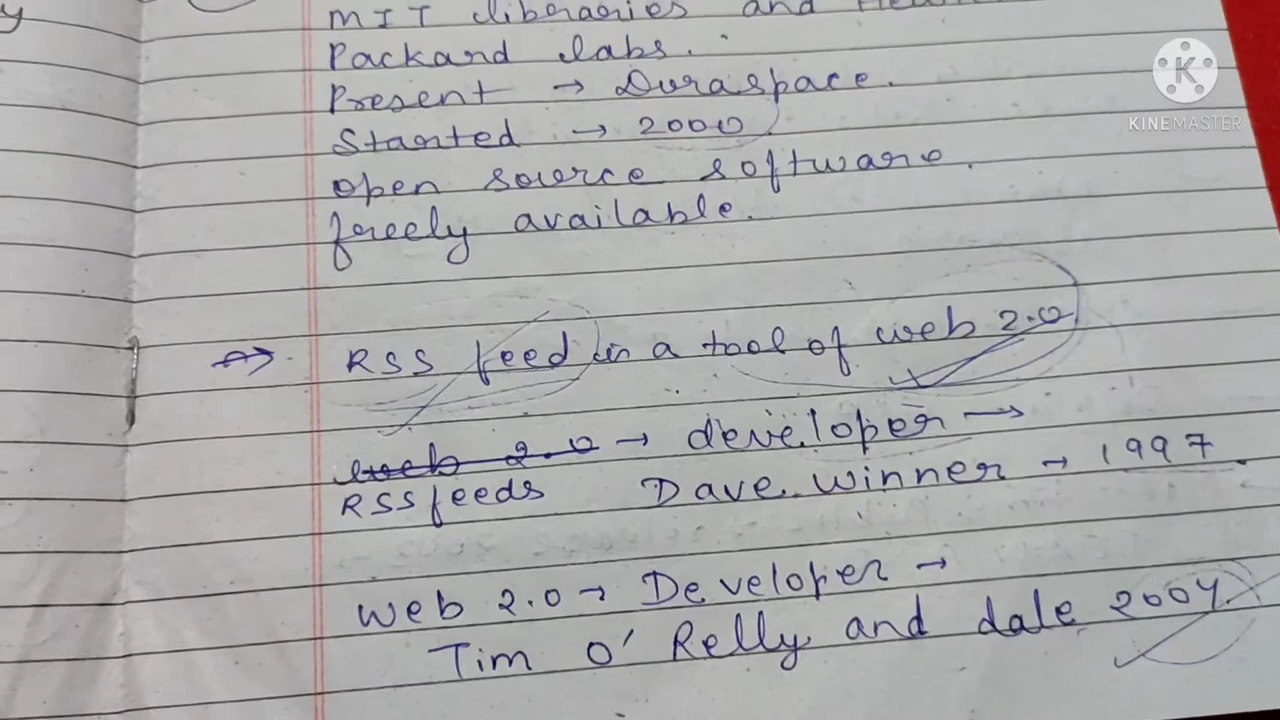 y
MIT libraries and Hewl
Packard labs.
Present → Duraspace.
Started → 2000
open source software.
freely available.
KINEMASTER
⇒ RSS feed is a tool of web 2.0
web 2.0 → developer →
RSS feeds Dave winner → 1997
Web 2.0 → Developer →
Tim O' Relly and dale 2004